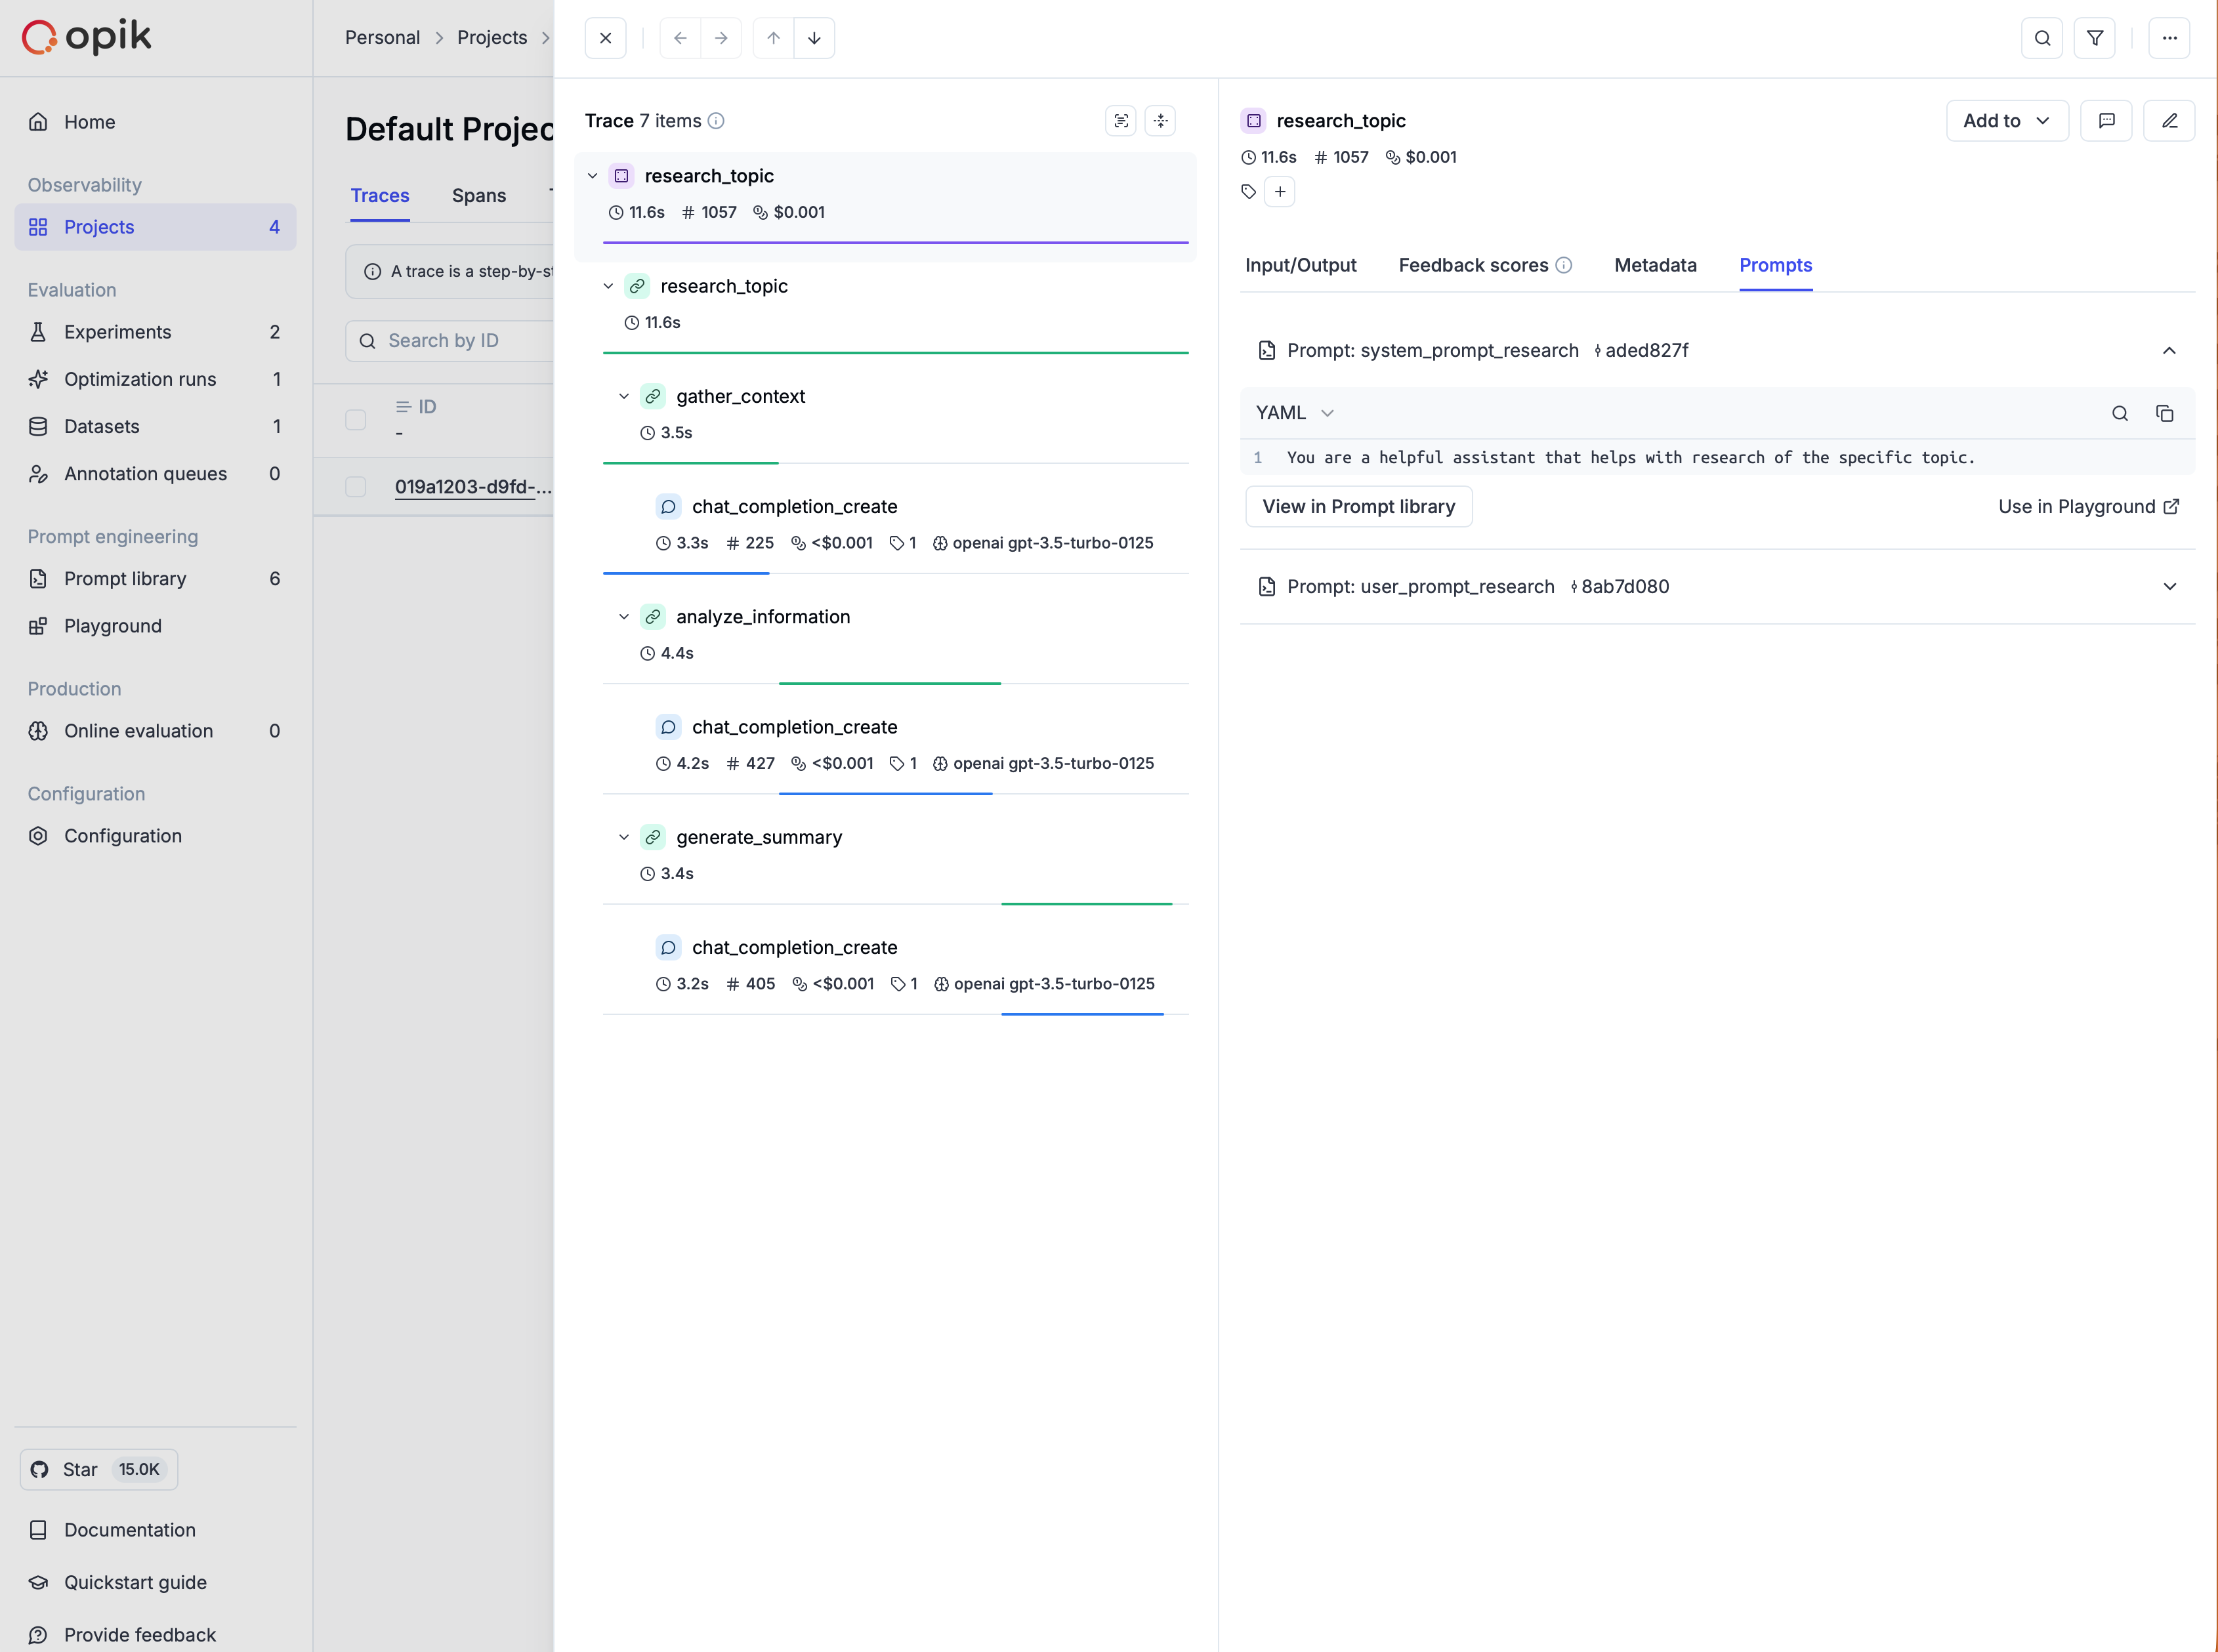 opik
Home
Observability
Projects 4
Evaluation
Experiments 2
Optimization runs 1
Datasets 1
Annotation queues 0
Prompt engineering
Prompt library 6
Playground
Production
Online evaluation 0
Configuration
Configuration
Star 15.0K
Documentation
Quickstart guide
Provide feedback
Personal > Projects >
Default Projec
Traces Spans
A trace is a step-by-st
Search by ID
ID
-
019a1203-d9fd-...
Trace 7 items
research_topic
11.6s # 1057 $0.001
research_topic
11.6s
gather_context
3.5s
chat_completion_create
3.3s # 225 <$0.001 1 openai gpt-3.5-turbo-0125
analyze_information
4.4s
chat_completion_create
4.2s # 427 <$0.001 1 openai gpt-3.5-turbo-0125
generate_summary
3.4s
chat_completion_create
3.2s # 405 <$0.001 1 openai gpt-3.5-turbo-0125
research_topic
Add to
11.6s # 1057 $0.001
Input/Output Feedback scores Metadata Prompts
Prompt: system_prompt_research aded827f
YAML
1 You are a helpful assistant that helps with research of the specific topic.
View in Prompt library Use in Playground
Prompt: user_prompt_research 8ab7d080